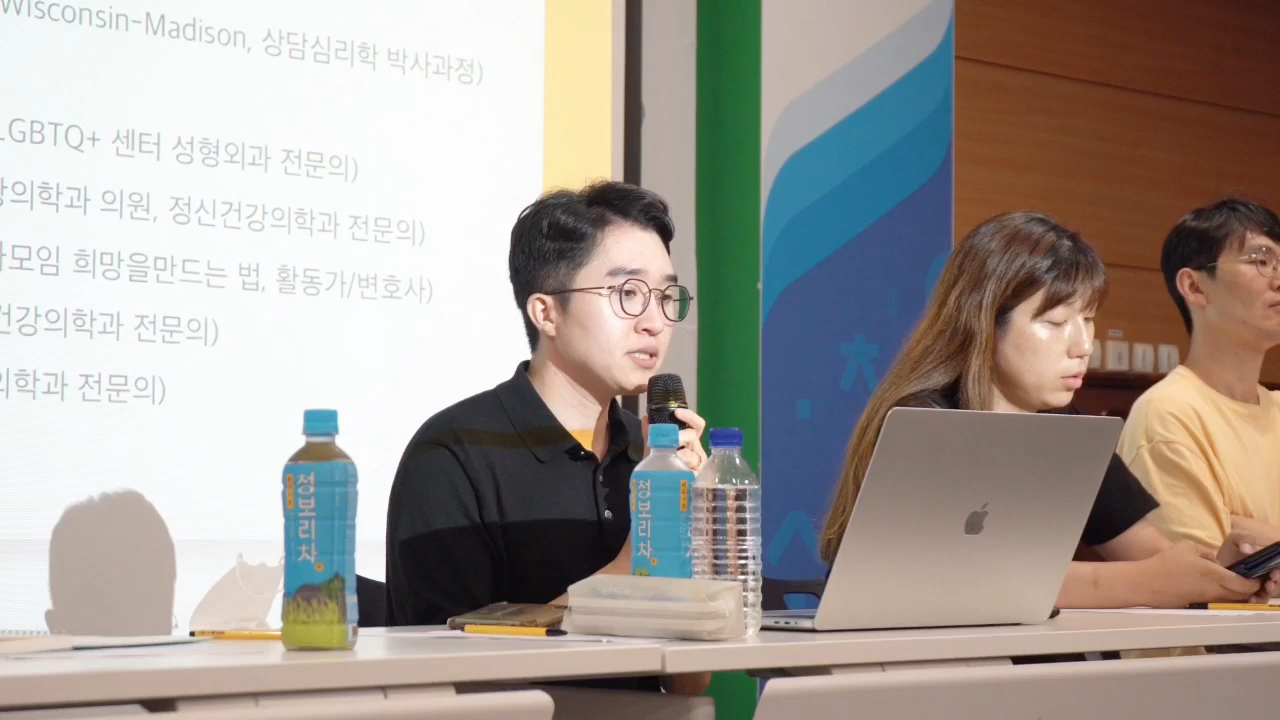 Wisconsin-Madison, 상담심리학 박사과정)
LGBTQ+ 센터 성형외과 전문의)
의학과 의원, 정신건강의학과 전문의)
모임 희망을만드는 법, 활동가/변호사)
건강의학과 전문의)
의학과 전문의)
청보리차
청보리차